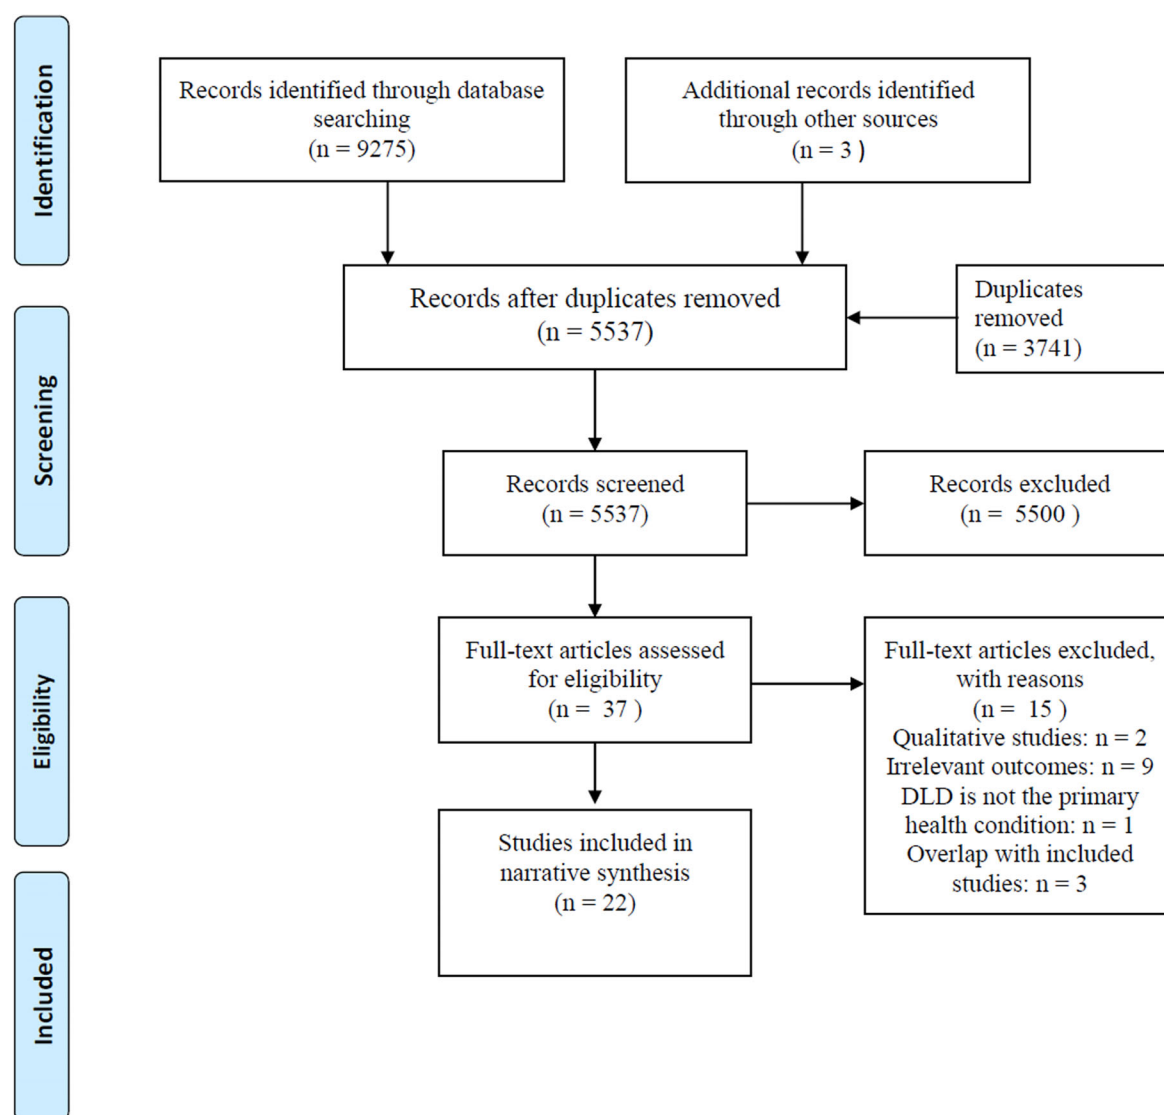 Identification
Records identified through database
searching
(n = 9275)
Additional records identified
through other sources
(n = 3 )
Records after duplicates removed
(n = 5537)
Duplicates
removed
(n = 3741)
Screening
Records screened
(n = 5537)
Records excluded
(n = 5500 )
Eligibility
Full-text articles assessed
for eligibility
(n = 37 )
Full-text articles excluded,
with reasons
(n = 15 )
Qualitative studies: n = 2
Irrelevant outcomes: n = 9
DLD is not the primary
health condition: n = 1
Overlap with included
studies: n = 3
Included
Studies included in
narrative synthesis
(n = 22)